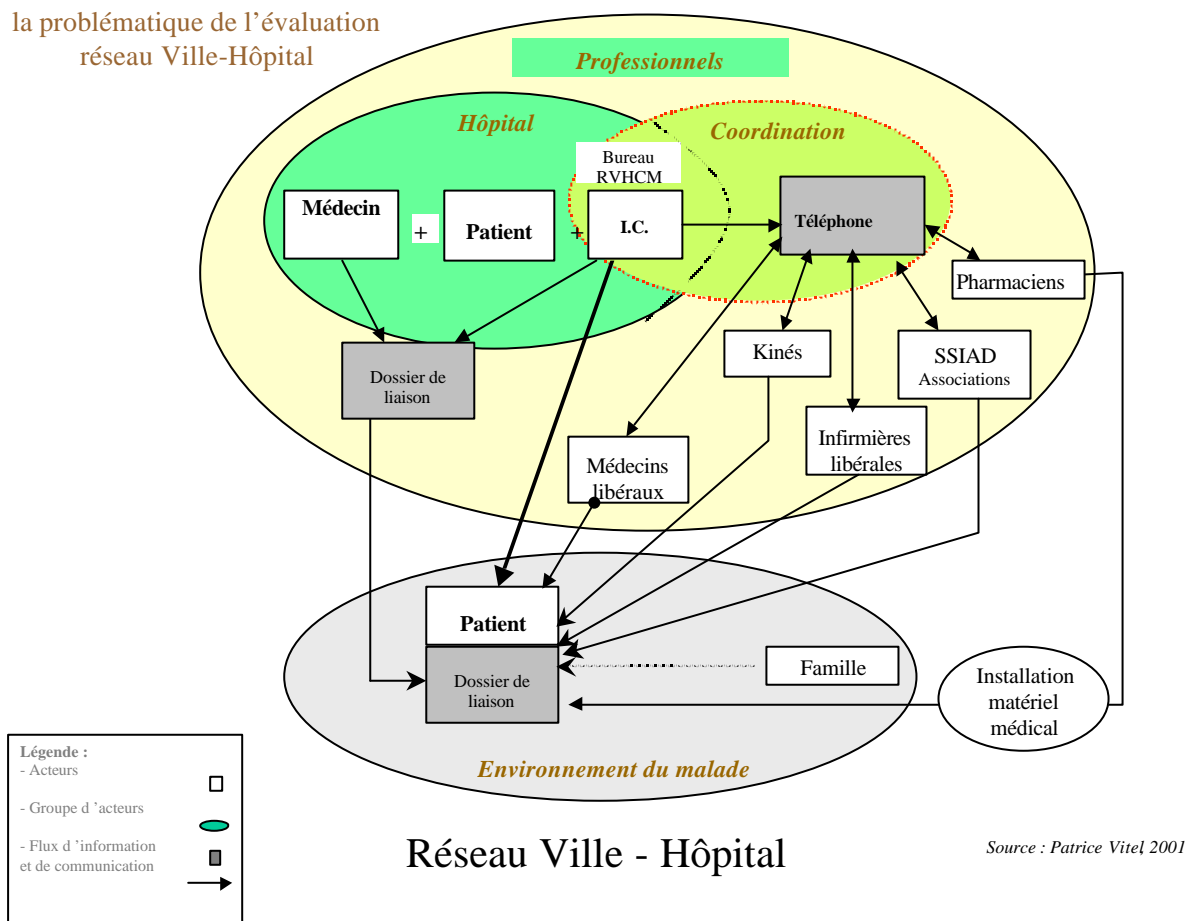 la problématique de l’évaluation
réseau Ville-Hôpital
Professionnels
Hôpital
Coordination
Bureau
RVHCM
Médecin
+
Patient
+
I.C.
Téléphone
Pharmaciens
Kinés
SSIAD
Associations
Dossier de
liaison
Infirmières
libérales
Médecins
libéraux
Patient
Dossier de
liaison
Famille
Installation
matériel
médical
Environnement du malade
Légende :
- Acteurs
- Groupe d ’acteurs
- Flux d ’information
et de communication
Réseau Ville - Hôpital
Source : Patrice Vitel, 2001